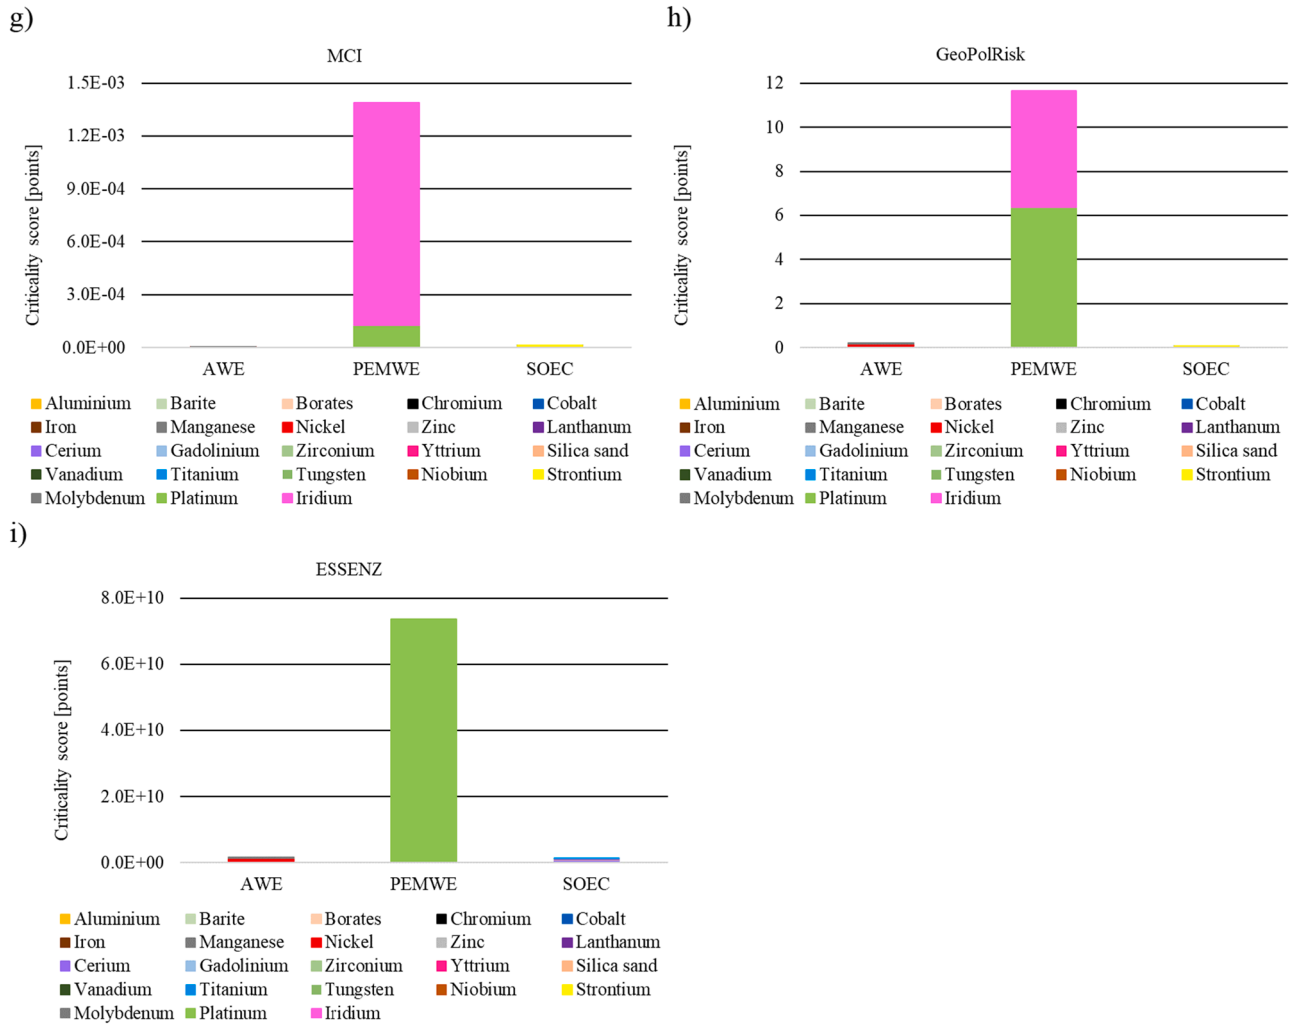 g)
MCI
Criticality score [points]
1.5E-03
1.2E-03
9.0E-04
6.0E-04
3.0E-04
0.0E+00
AWE PEMWE SOEC
Aluminium Barite Borates Chromium Cobalt
Iron Manganese Nickel Zinc Lanthanum
Cerium Gadolinium Zirconium Yttrium Silica sand
Vanadium Titanium Tungsten Niobium Strontium
Molybdenum Platinum Iridium
h)
GeoPolRisk
Criticality score [points]
12
10
8
6
4
2
0
AWE PEMWE SOEC
Aluminium Barite Borates Chromium Cobalt
Iron Manganese Nickel Zinc Lanthanum
Cerium Gadolinium Zirconium Yttrium Silica sand
Vanadium Titanium Tungsten Niobium Strontium
Molybdenum Platinum Iridium
i)
ESSENZ
Criticality score [points]
8.0E+10
6.0E+10
4.0E+10
2.0E+10
0.0E+00
AWE PEMWE SOEC
Aluminium Barite Borates Chromium Cobalt
Iron Manganese Nickel Zinc Lanthanum
Cerium Gadolinium Zirconium Yttrium Silica sand
Vanadium Titanium Tungsten Niobium Strontium
Molybdenum Platinum Iridium